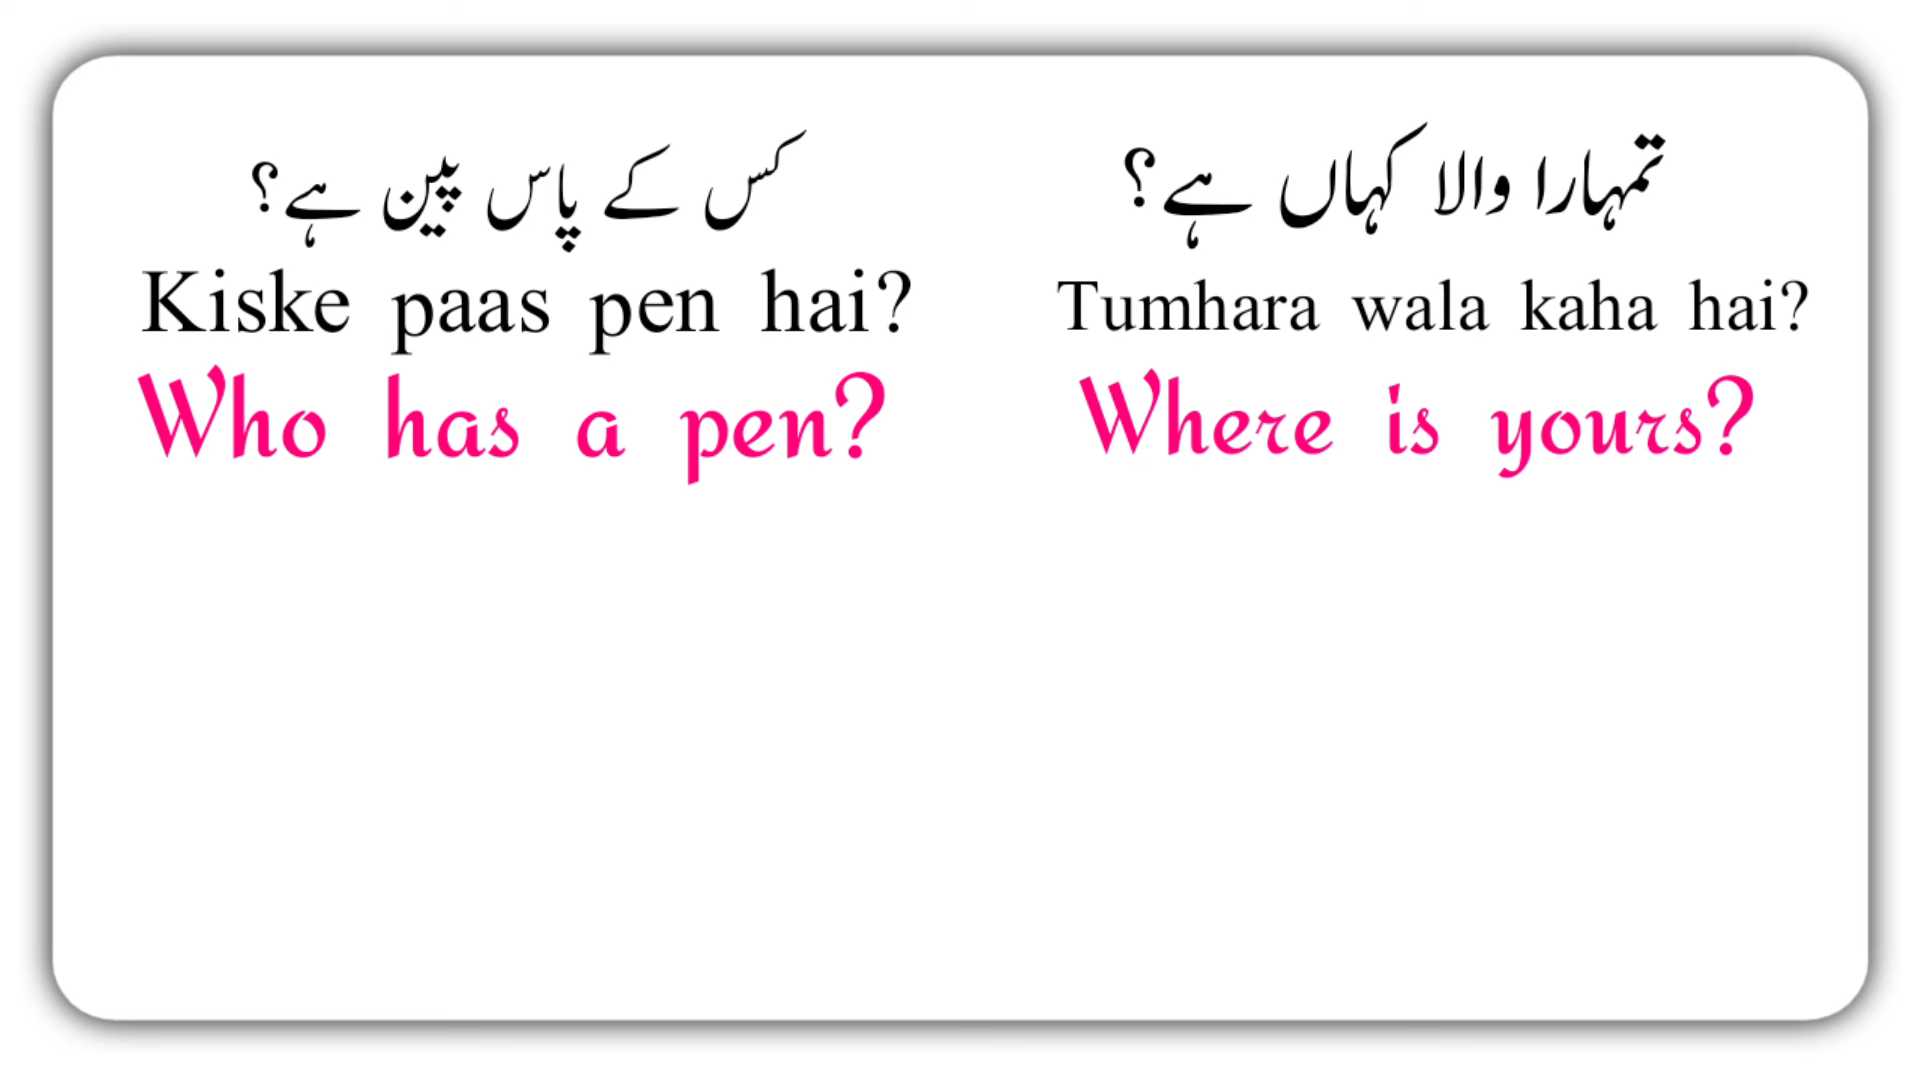 کس کے پاس پین ہے؟
Kiske paas pen hai?
Who has a pen?
تمہارا والا کہاں ہے؟
Tumhara wala kaha hai?
Where is yours?